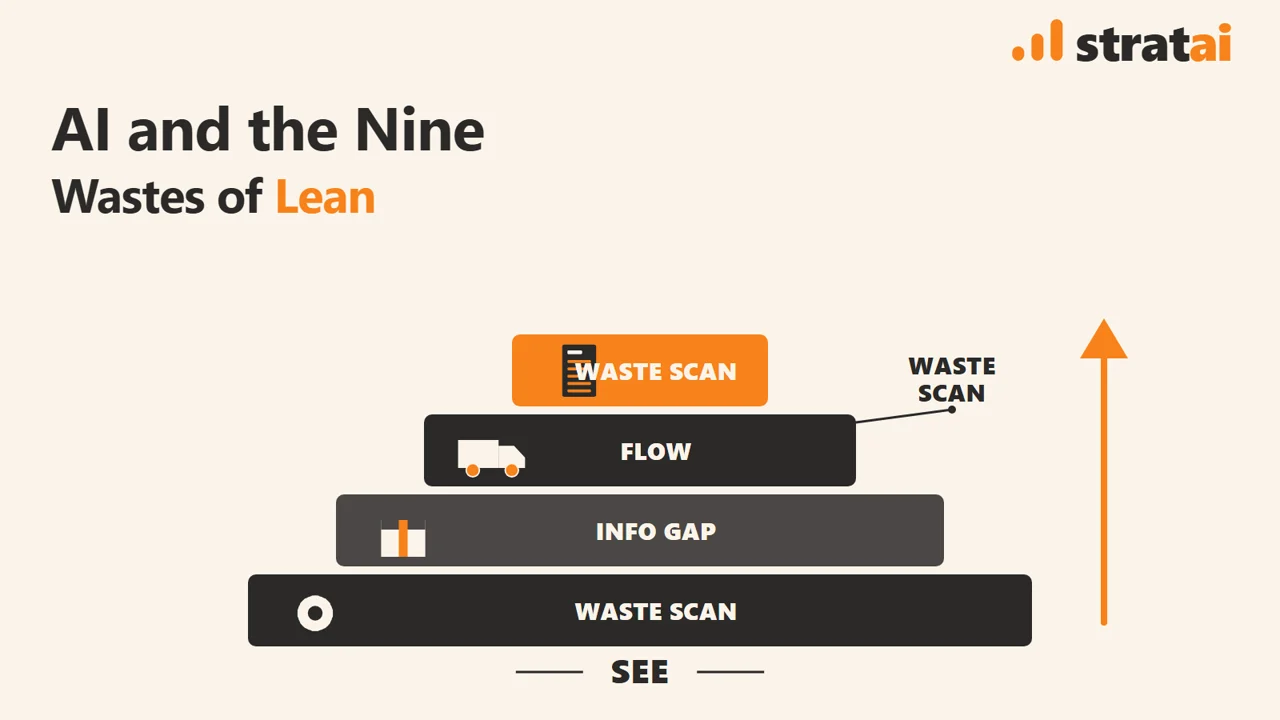 stratai
AI and the Nine
Wastes of Lean
WASTE SCAN
WASTE
SCAN
FLOW
INFO GAP
WASTE SCAN
SEE